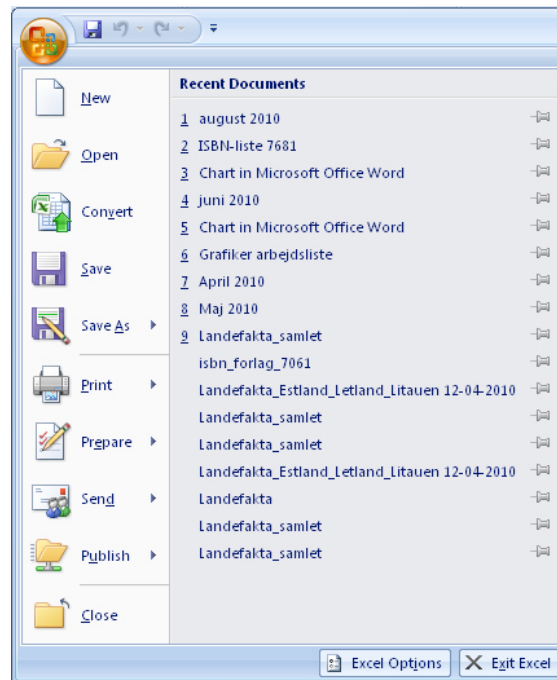 New
Open
Convert
Save
Save As
Print
Prepare
Send
Publish
Close
Recent Documents
1 august 2010
2 ISBN-liste 7681
3 Chart in Microsoft Office Word
4 juni 2010
5 Chart in Microsoft Office Word
6 Grafiker arbejdsliste
7 April 2010
8 Maj 2010
9 Landefakta_samlet
isbn_forlag_7061
Landefakta_Estland_Letland_Litauen 12-04-2010
Landefakta_samlet
Landefakta_samlet
Landefakta_Estland_Letland_Litauen 12-04-2010
Landefakta
Landefakta_samlet
Landefakta_samlet
Excel Options
Exit Excel